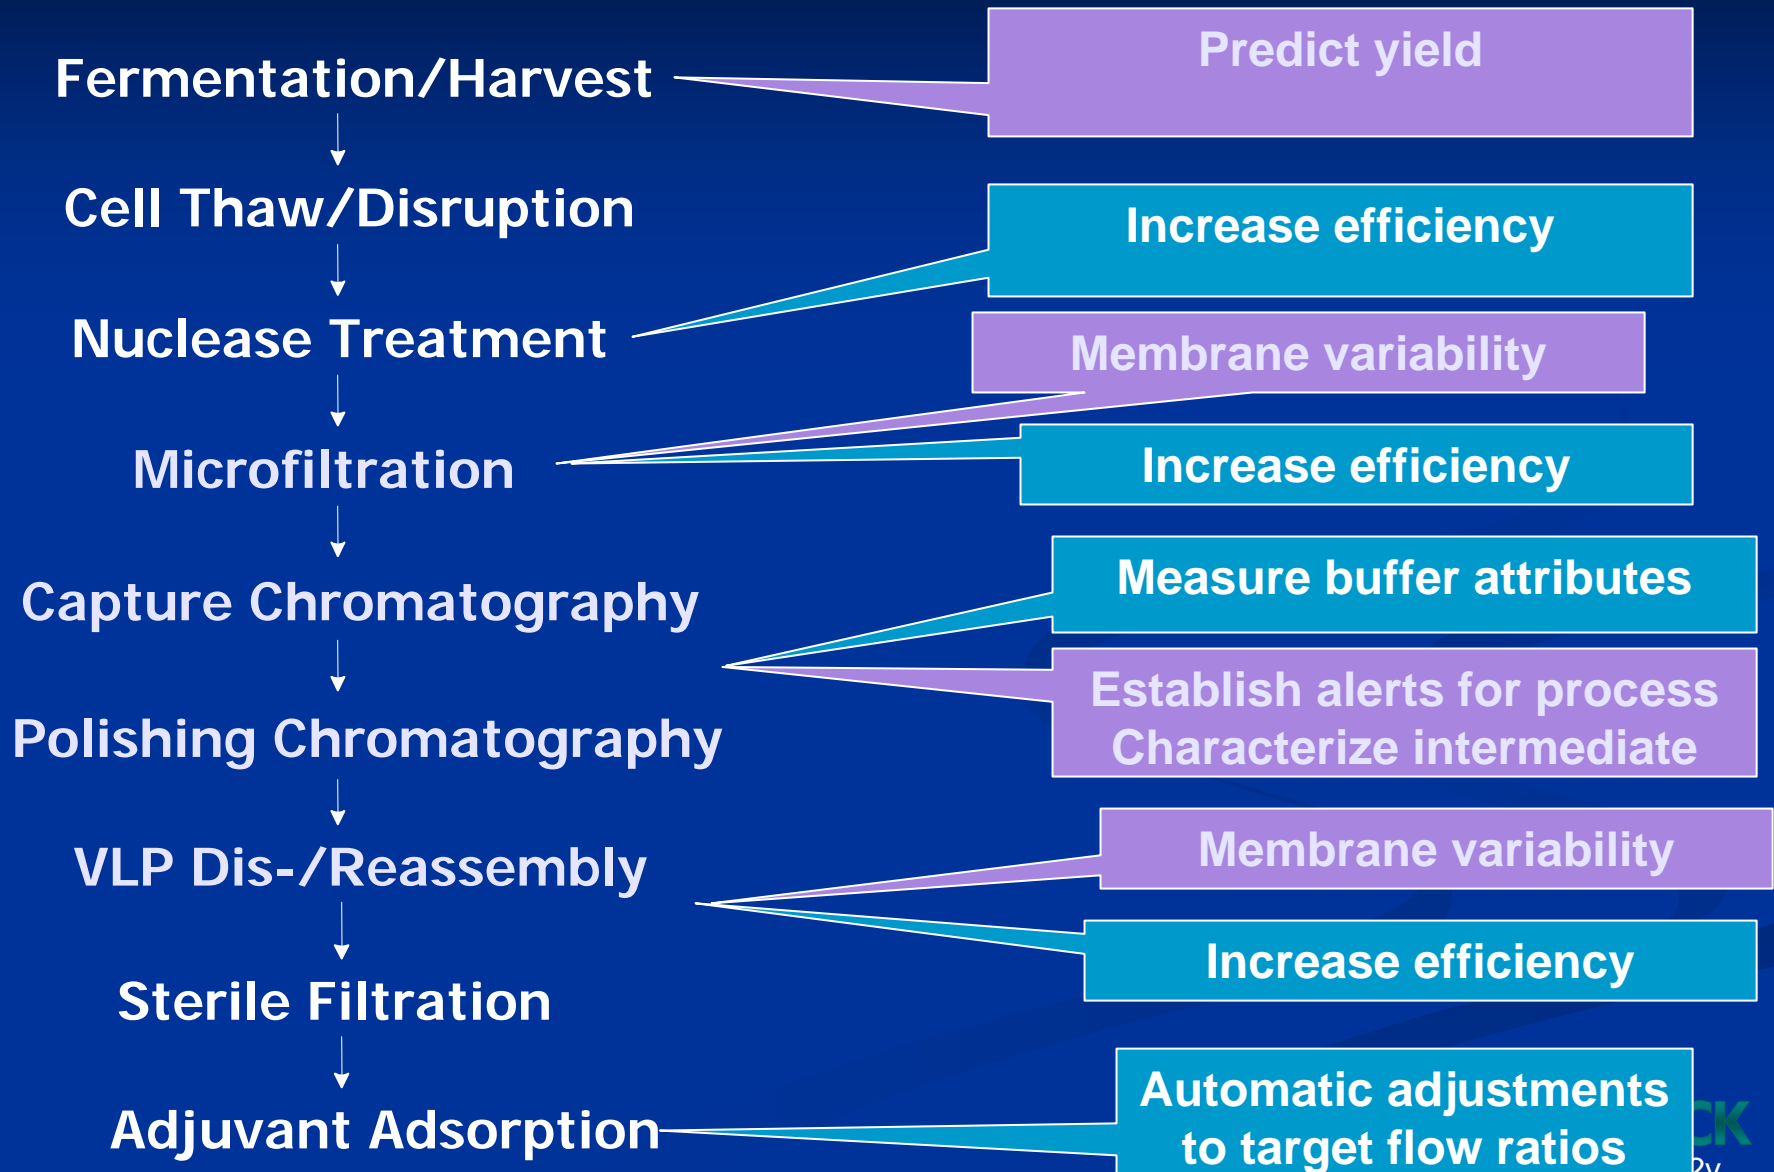 Fermentation/Harvest
Predict yield
Cell Thaw/Disruption
Increase efficiency
Nuclease Treatment
Membrane variability
Microfiltration
Increase efficiency
Capture Chromatography
Measure buffer attributes
Establish alerts for process
Characterize intermediate
Polishing Chromatography
VLP Dis-/Reassembly
Membrane variability
Increase efficiency
Sterile Filtration
Adjuvant Adsorption
Automatic adjustments
to target flow ratios
CK